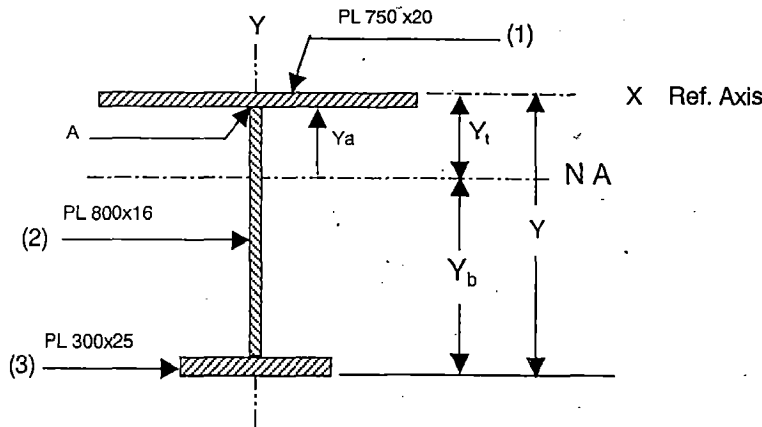 PL 750 x20
Y
(1)
X Ref. Axis
A
Ya
Yt
N A
PL 800x16
(2)
Y
Yb
PL 300x25
(3)